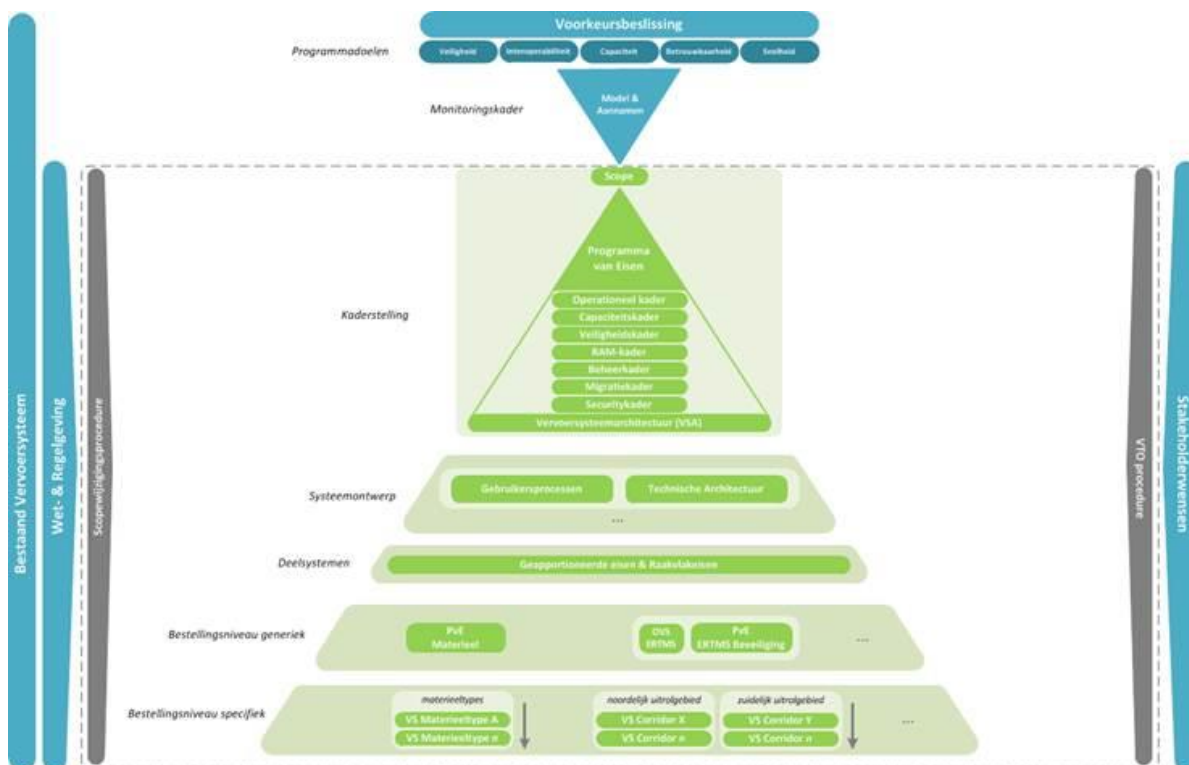 Voorkeursbeslissing
Programmadoelen
Veiligheid
Interoperabiliteit
Capaciteit
Betrouwbaarheid
Snelheid
Model &
Aannamen
Monitoringskader
Scope
Programma
van Eisen
Operationeel kader
Capaciteitskader
Veiligheidskader
RAM-kader
Beheerkader
Migratiekader
Securitykader
Vervoersysteemarchitectuur (VSA)
Kaderstelling
Systeemontwerp
Gebruikersprocessen
Technische Architectuur
...
Deelsystemen
Geapportioneerde eisen & Raakvlakeisen
Bestellingsniveau generiek
PvE
Materieel
OVS
ERTMS
PvE
ERTMS Beveiliging
...
Bestellingsniveau specifiek
materieeltypes
VS Materieeltype A
VS Materieeltype n
noordelijk uitrolgebied
VS Corridor X
VS Corridor n
zuidelijk uitrolgebied
VS Corridor Y
VS Corridor n
...
Bestaand Vervoersysteem
Wet- & Regelgeving
Scopewijzigingsprocedure
VTO procedure
Stakeholderwensen